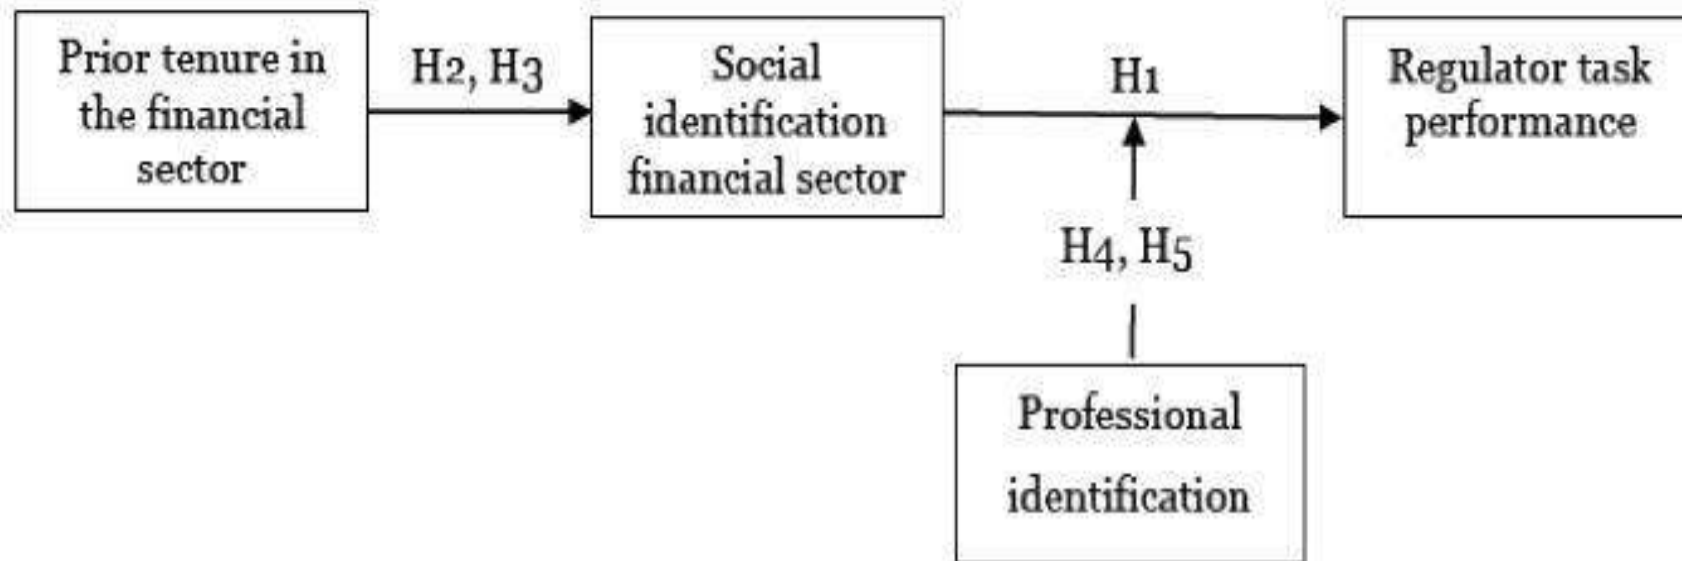 Prior tenure in
the financial
sector
H2, H3
Social
identification
financial sector
H1
Regulator task
performance
H4, H5
Professional
identification